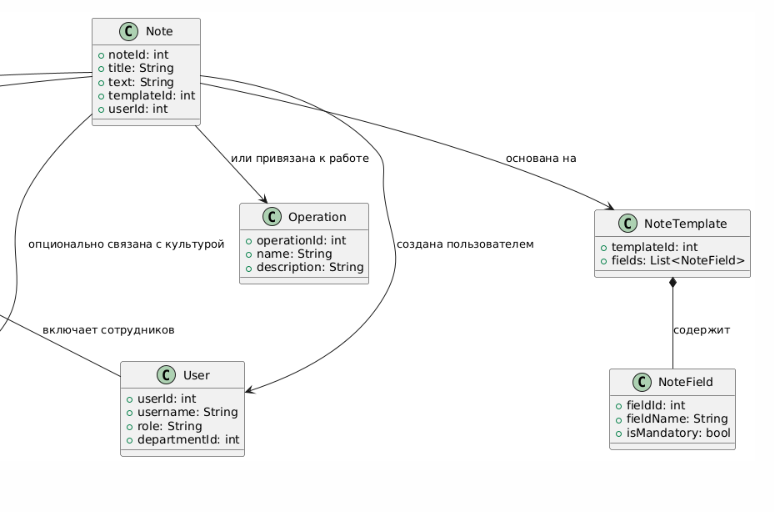 C Note
noteId: int
title: String
text: String
templateId: int
userId: int
или привязана к работе
основана на
C Operation
operationId: int
name: String
description: String
C NoteTemplate
templateId: int
fields: List<NoteField>
опционально связана с культурой
создана пользователем
включает сотрудников
содержит
C User
userId: int
username: String
role: String
departmentId: int
C NoteField
fieldId: int
fieldName: String
isMandatory: bool